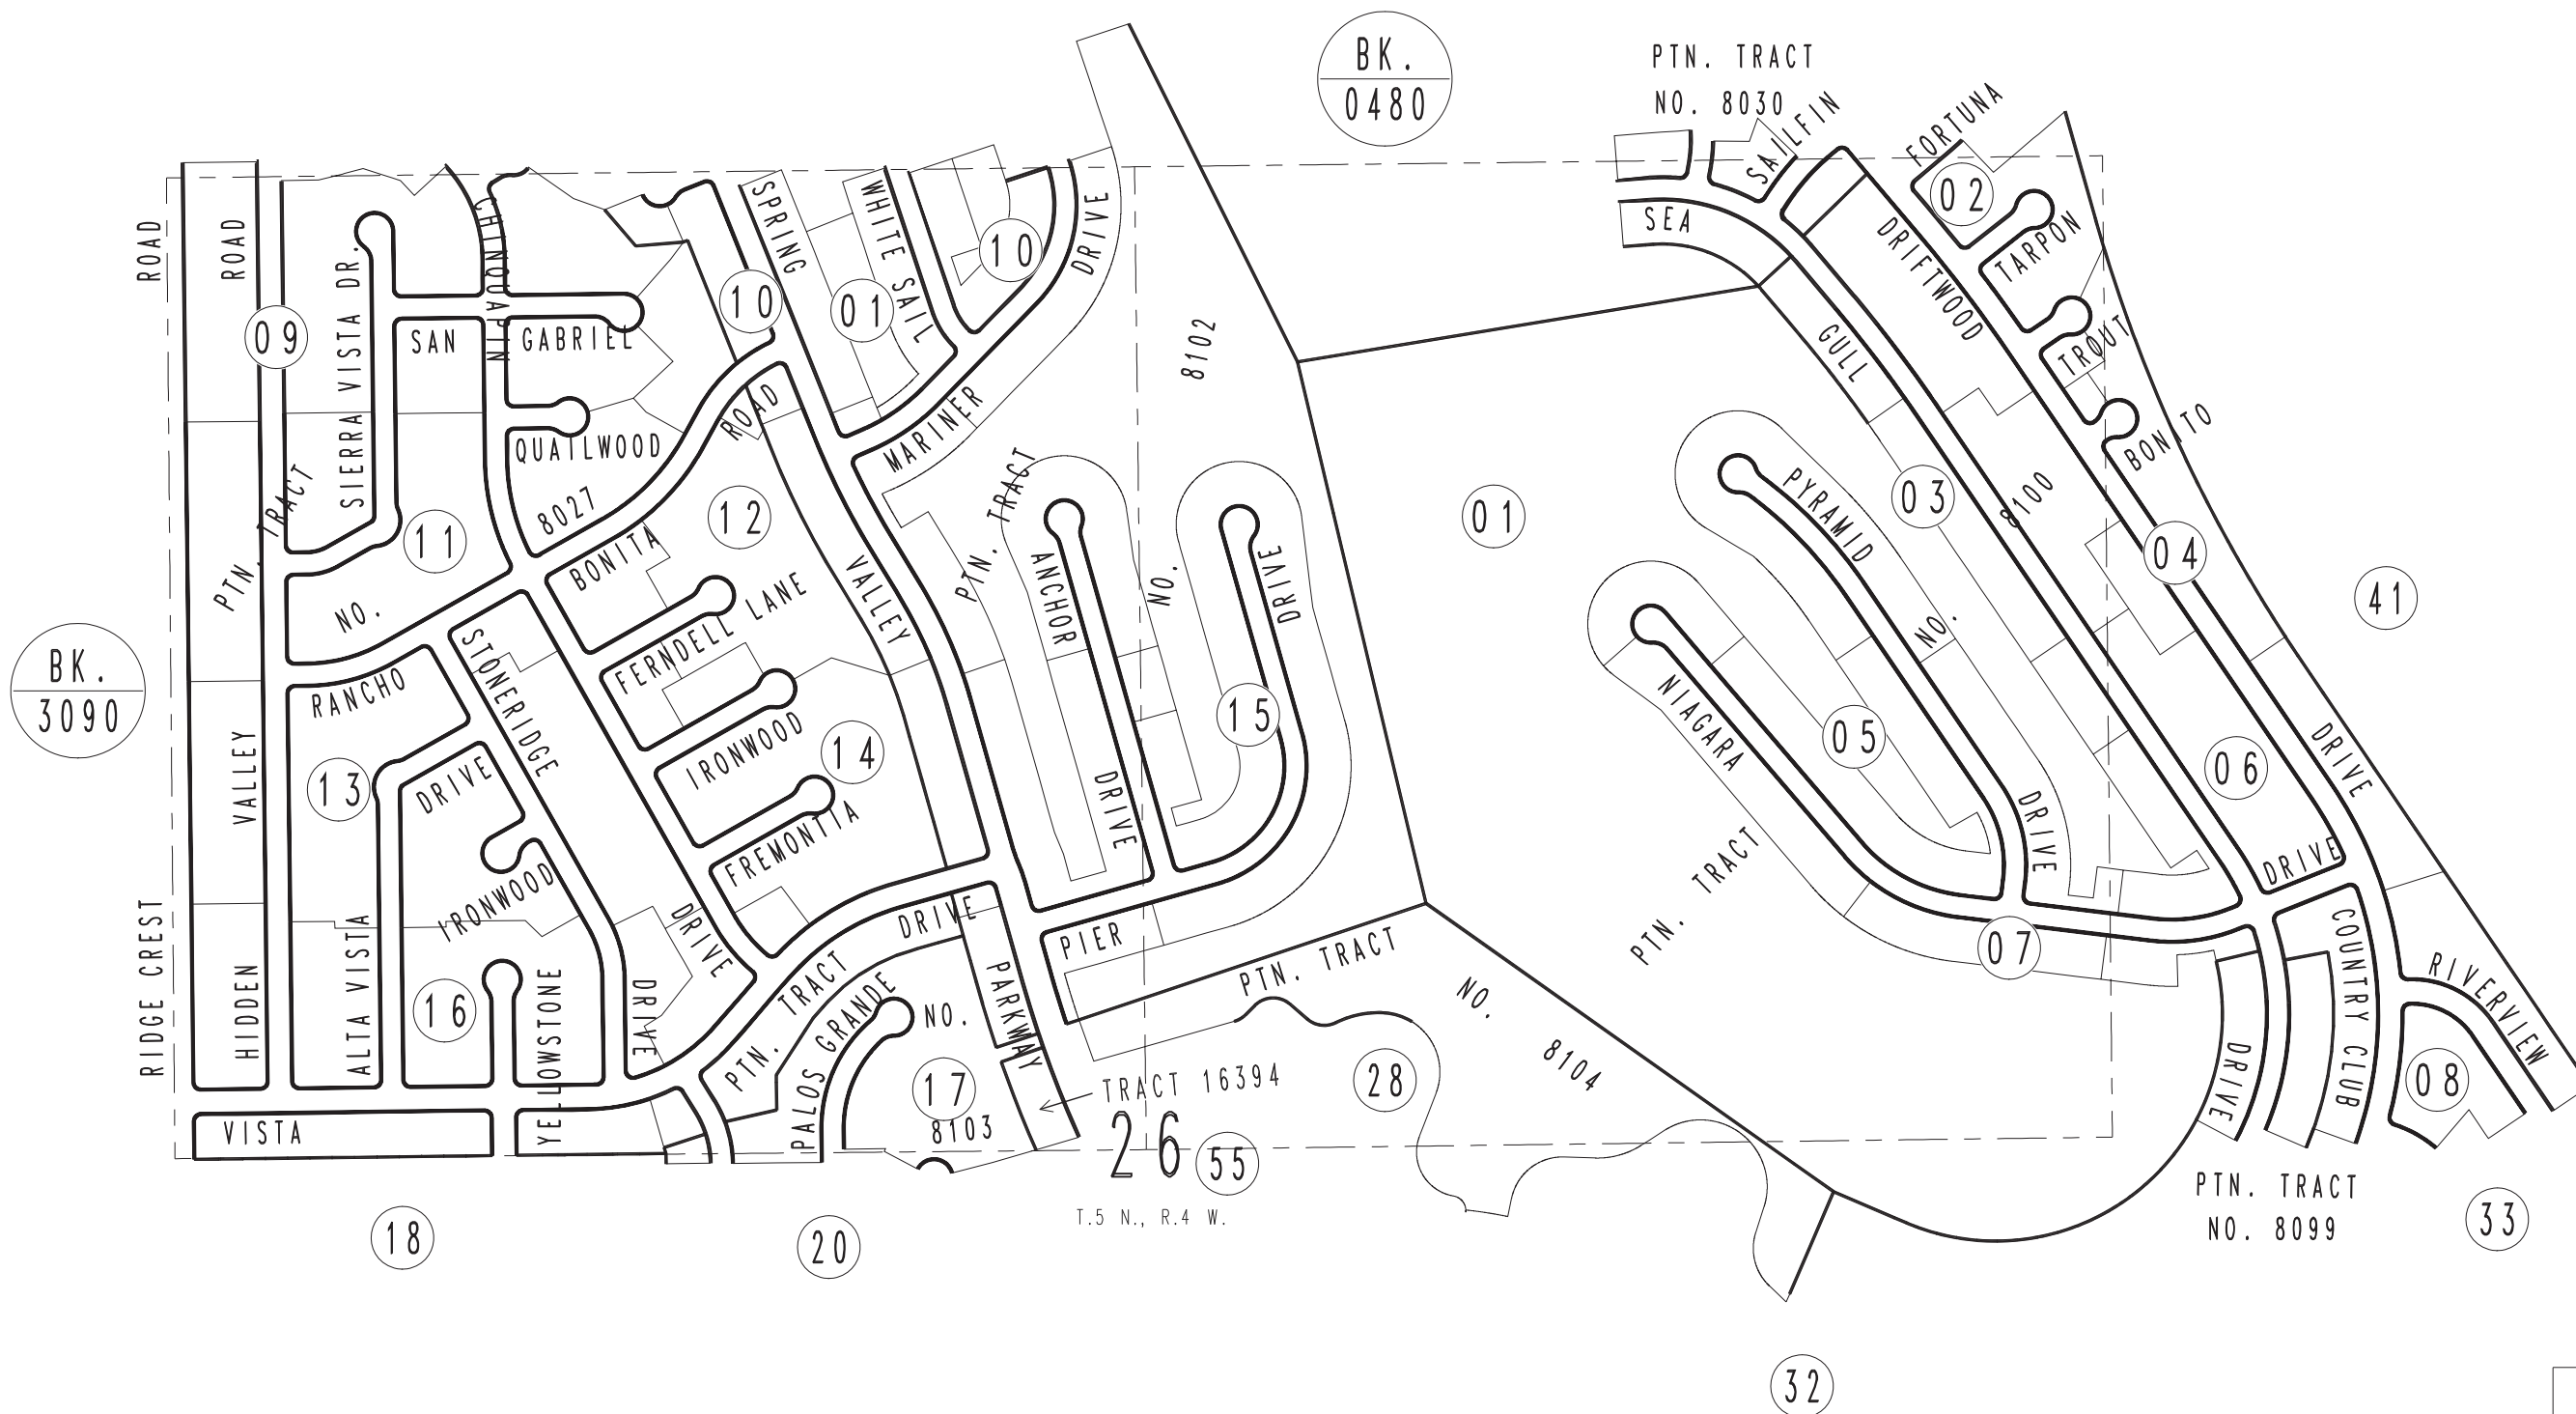 BK.
0480
PTN. TRACT
NO. 8030
SAILFIN
FORTUNA
02
TARPON
TROUT
BONITO
SEA
GULL
DRIFTWOOD
ROAD
ROAD
09
SIERRA VISTA DR.
CHINQUAPIN
SAN
GABRIEL
QUAILWOOD
10
SPRING
01
WHITE SAIL
10
DRIVE
MARINER
8102
ROAD
PTN. TRACT
NO.
8027
11
12
BONITA
FERNDELL LANE
VALLEY
PTN. TRACT
NO.
ANCHOR
DRIVE
DRIVE
15
01
PYRAMID
03
8100
NO.
04
41
BK.
3090
RANCHO
STONERIDGE
13
DRIVE
IRONWOOD
14
FREMONTIA
IRONWOOD
NIAGARA
05
DRIVE
06
DRIVE
DRIVE
VALLEY
HIDDEN
RIDGE CREST
ALTA VISTA
16
YELLOWSTONE
DRIVE
DRIVE
DRIVE
PTN. TRACT
NO.
PALOS GRANDE
PARKWAY
PIER
PTN. TRACT
NO.
8104
PTN. TRACT
07
COUNTRY CLUB
DRIVE
RIVERVIEW
08
17
8103
TRACT 16394
28
VISTA
26
55
T.5 N., R.4 W.
PTN. TRACT
NO. 8099
33
18
20
32